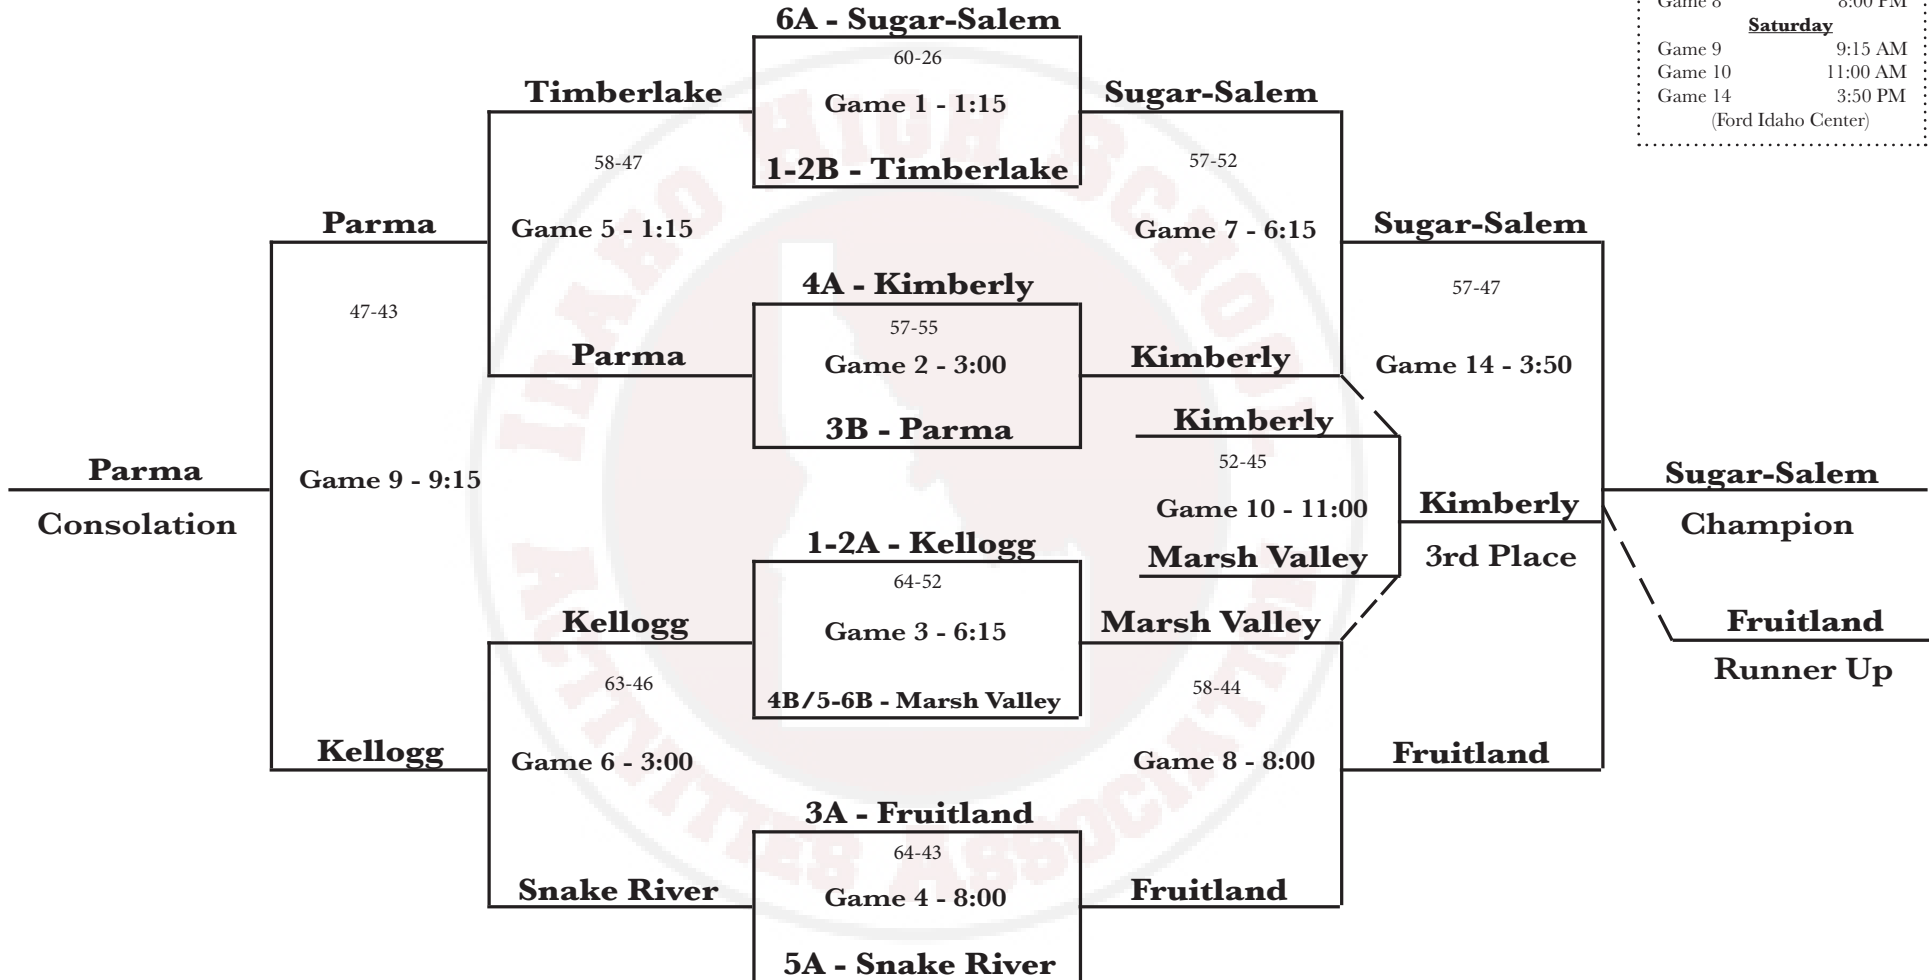 6A - Sugar-Salem
60-26
Game 1 - 1:15
1-2B - Timberlake
Timberlake
58-47
Game 5 - 1:15
Parma
4A - Kimberly
57-55
Game 2 - 3:00
3B - Parma
Parma
47-43
Game 9 - 9:15
Parma
Consolation
1-2A - Kellogg
64-52
Game 3 - 6:15
4B/5-6B - Marsh Valley
Kellogg
63-46
Game 6 - 3:00
Kellogg
3A - Fruitland
64-43
Game 4 - 8:00
5A - Snake River
Snake River
Sugar-Salem
57-52
Game 7 - 6:15
Kimberly
Sugar-Salem
57-47
Game 14 - 3:50
Kimberly
52-45
Game 10 - 11:00
Marsh Valley
Kimberly
3rd Place
Marsh Valley
58-44
Game 8 - 8:00
Fruitland
Fruitland
Sugar-Salem
Champion
Fruitland
Runner Up
Game 8 8:00 PM
Saturday
Game 9 9:15 AM
Game 10 11:00 AM
Game 14 3:50 PM
(Ford Idaho Center)
IDAHO HIGH SCHOOL
ACTIVITIES ASSOCIATION